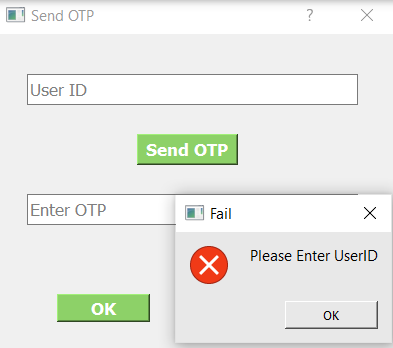 Send OTP
?
User ID
Send OTP
Enter OTP
OK
Fail
Please Enter UserID
OK